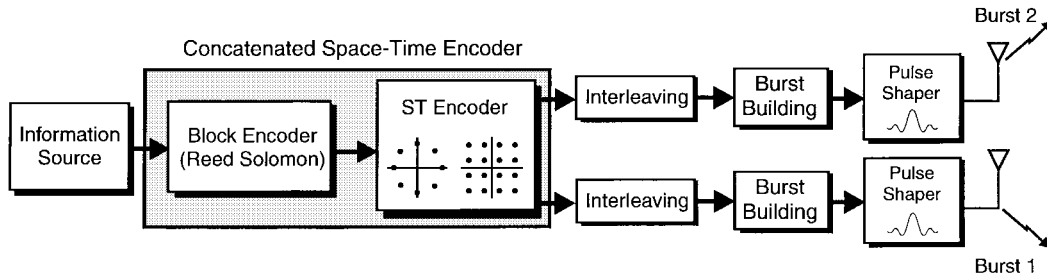 Concatenated Space-Time Encoder
Information
Source
Block Encoder
(Reed Solomon)
ST Encoder
Interleaving
Burst
Building
Pulse
Shaper
Burst 2
Interleaving
Burst
Building
Pulse
Shaper
Burst 1